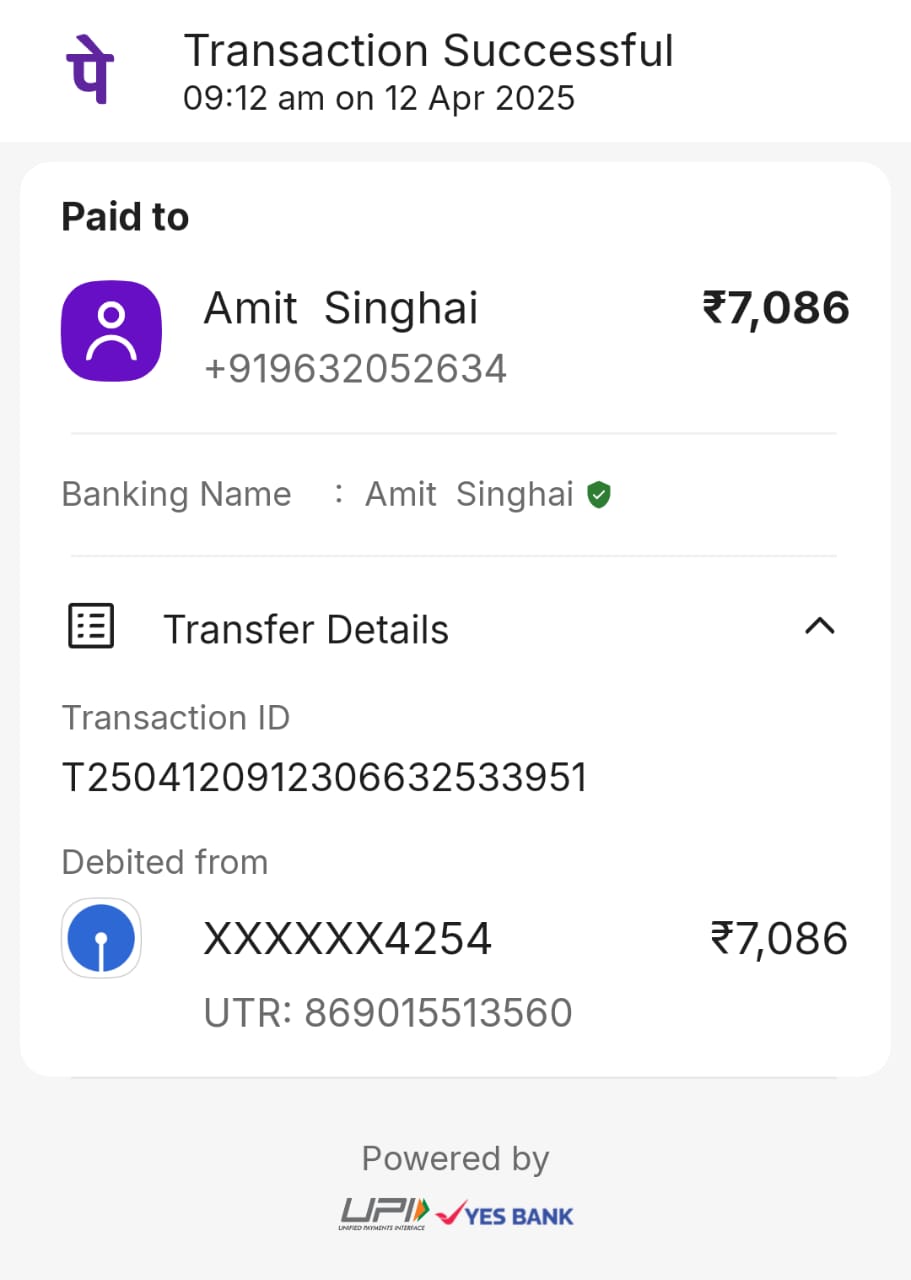 पे
Transaction Successful
09:12 am on 12 Apr 2025
Paid to
Amit Singhai
₹7,086
+919632052634
Banking Name : Amit Singhai
Transfer Details
Transaction ID
T2504120912306632533951
Debited from
XXXXXX4254
₹7,086
UTR: 869015513560
Powered by
UPI
UNIFIED PAYMENTS INTERFACE
YES BANK